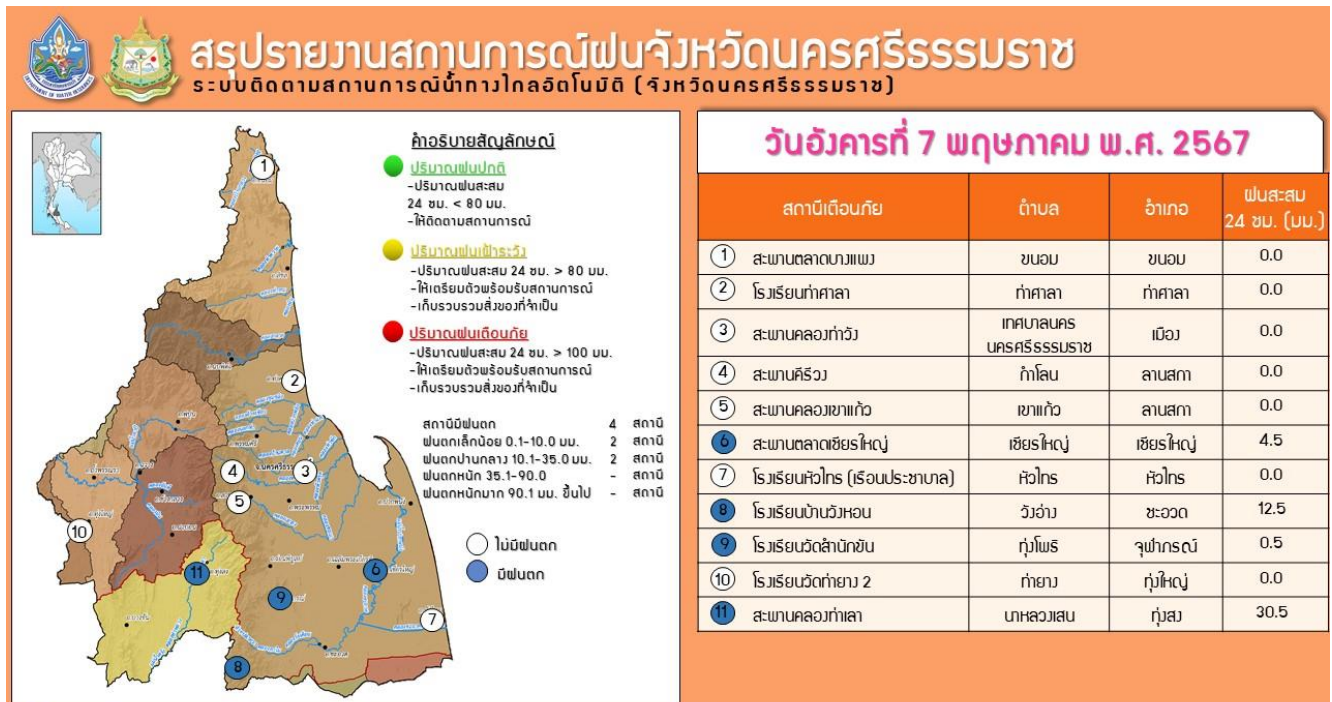 สรุปรายงานสถานการณ์ฝนจังหวัดนครศรีธรรมราช
ระบบติดตามสถานการณ์น้ำทางไกลอัตโนมัติ (จังหวัดนครศรีธรรมราช)
คำอธิบายสัญลักษณ์
ปริมาณฝนปกติ
-ปริมาณฝนสะสม
24 ชม. < 80 มม.
-ให้ติดตามสถานการณ์
ปริมาณฝนเฝ้าระวัง
-ปริมาณฝนสะสม 24 ชม. > 80 มม.
-ให้เตรียมตัวพร้อมรับสถานการณ์
-เก็บรวบรวมสิ่งของที่จำเป็น
ปริมาณฝนเตือนภัย
-ปริมาณฝนสะสม 24 ชม. > 100 มม.
-ให้เตรียมตัวพร้อมรับสถานการณ์
-เก็บรวบรวมสิ่งของที่จำเป็น
สถานีมีฝนตก 4 สถานี
ฝนตกเล็กน้อย 0.1-10.0 มม. 2 สถานี
ฝนตกปานกลาง 10.1-35.0 มม. 2 สถานี
ฝนตกหนัก 35.1-90.0 - สถานี
ฝนตกหนักมาก 90.1 มม. ขึ้นไป - สถานี
ไม่มีฝนตก
มีฝนตก
1
2
3
4
5
6
7
8
9
10
11
วันอังคารที่ 7 พฤษภาคม พ.ศ. 2567
สถานีเตือนภัย ตำบล อำเภอ ฝนสะสม
24 ชม. (มม.)
1 สะพานตลาดบางแพง ขนอม ขนอม 0.0
2 โรงเรียนท่าศาลา ท่าศาลา ท่าศาลา 0.0
3 สะพานคลองท่าวัง เทศบาลนคร
นครศรีธรรมราช เมือง 0.0
4 สะพานคีรีวง กำโลน ลานสกา 0.0
5 สะพานคลองเขาแก้ว เขาแก้ว ลานสกา 0.0
6 สะพานตลาดเชียรใหญ่ เชียรใหญ่ เชียรใหญ่ 4.5
7 โรงเรียนหัวไทร (เรือนประชาบาล) หัวไทร หัวไทร 0.0
8 โรงเรียนบ้านวังหอน วังอ่าง ชะอวด 12.5
9 โรงเรียนวัดสำนักขัน ทุ่งโพธิ จุฬาภรณ์ 0.5
10 โรงเรียนวัดท่ายาง 2 ท่ายาง ทุ่งใหญ่ 0.0
11 สะพานคลองท่าเลา นาหลวงเสน ทุ่งสง 30.5